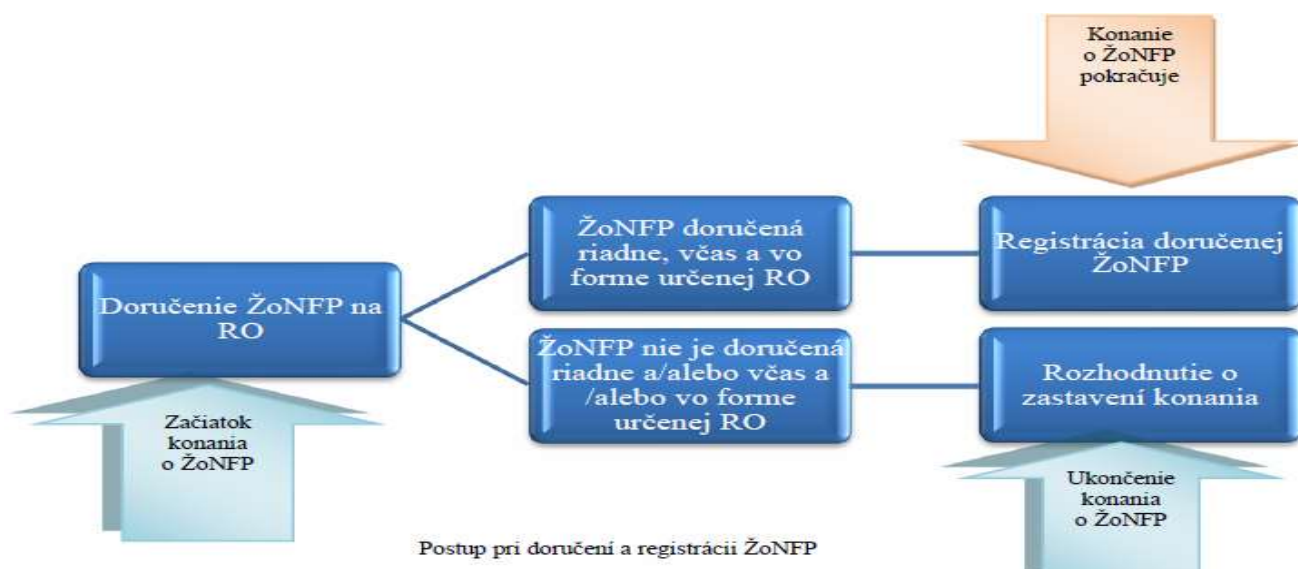 Konanie
o ŽoNFP
pokračuje
ŽoNFP doručená
riadne, včas a vo
forme určenej RO
Registrácia doručenej
ŽoNFP
Doručenie ŽoNFP na
RO
ŽoNFP nie je doručená
riadne a/alebo včas a
/alebo vo forme
určenej RO
Rozhodnutie o
zastavení konania
Začiatok
konania
o ŽoNFP
Ukončenie
konania
o ŽoNFP
Postup pri doručení a registrácii ŽoNFP